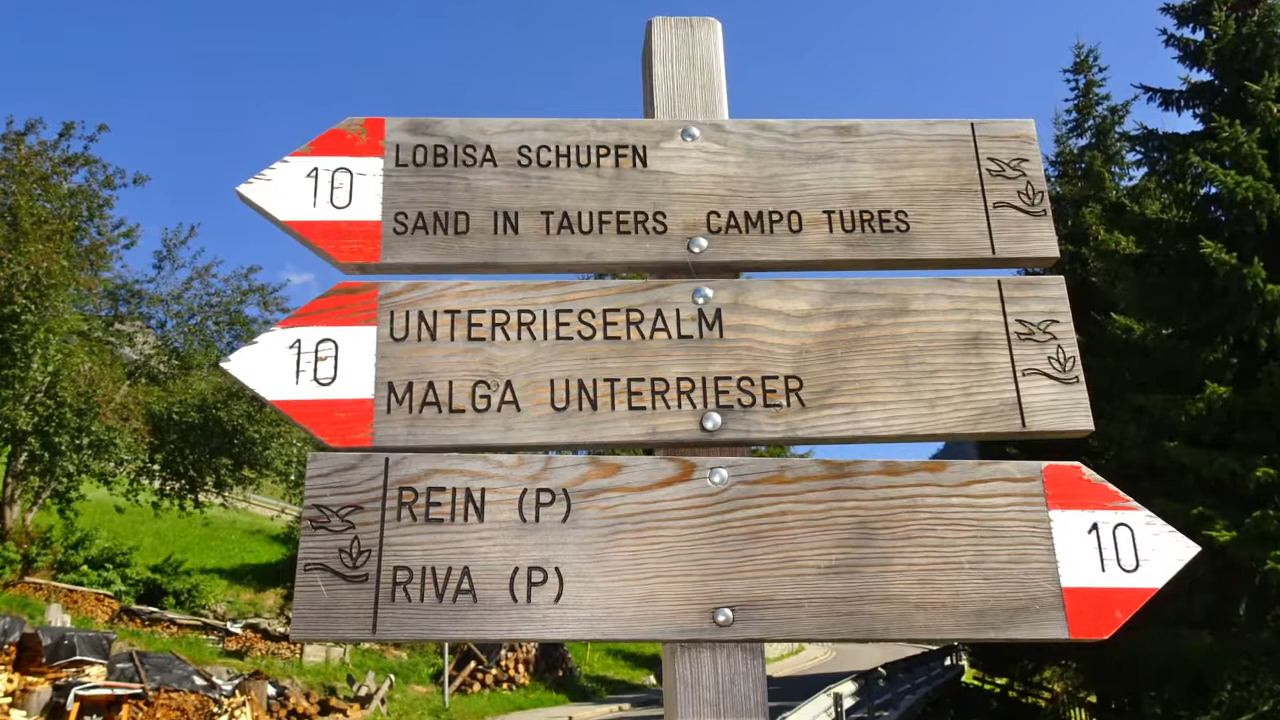 10
LOBISA SCHUPFN
SAND IN TAUFERS CAMPO TURES
10
UNTERRIESERALM
MALGA UNTERRIESER
REIN (P)
RIVA (P)
10